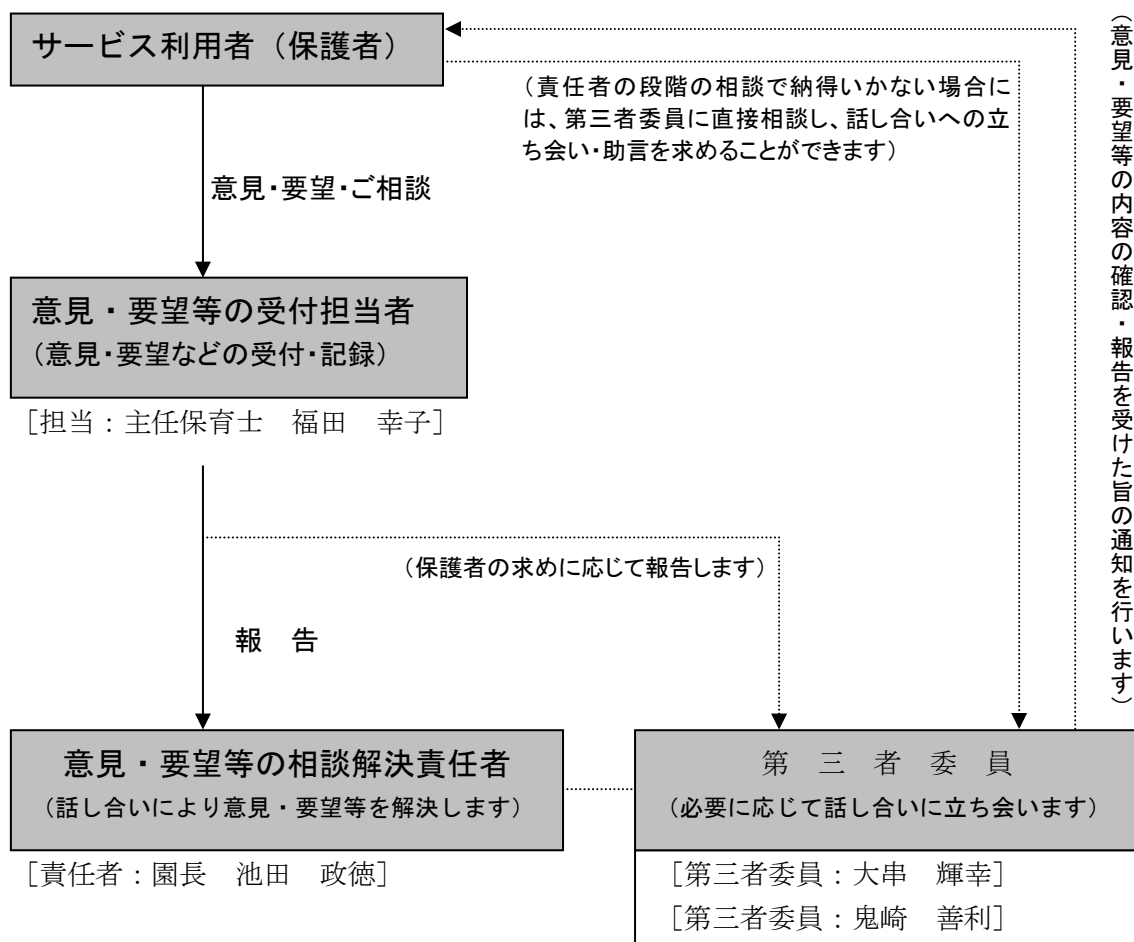 サービス利用者（保護者）
（責任者の段階の相談で納得いかない場合に
は、第三者委員に直接相談し、話し合いへの立
ち会い・助言を求めることができます）
（意見・要望等の内容の確認・報告を受けた旨の通知を行います）
意見・要望・ご相談
意見・要望等の受付担当者
（意見・要望などの受付・記録）
［担当：主任保育士　福田　幸子］
（保護者の求めに応じて報告します）
報　告
意見・要望等の相談解決責任者
（話し合いにより意見・要望等を解決します）
［責任者：園長　池田　政徳］
第　三　者　委　員
（必要に応じて話し合いに立ち会います）
［第三者委員：大串　輝幸］
［第三者委員：鬼崎　善利］